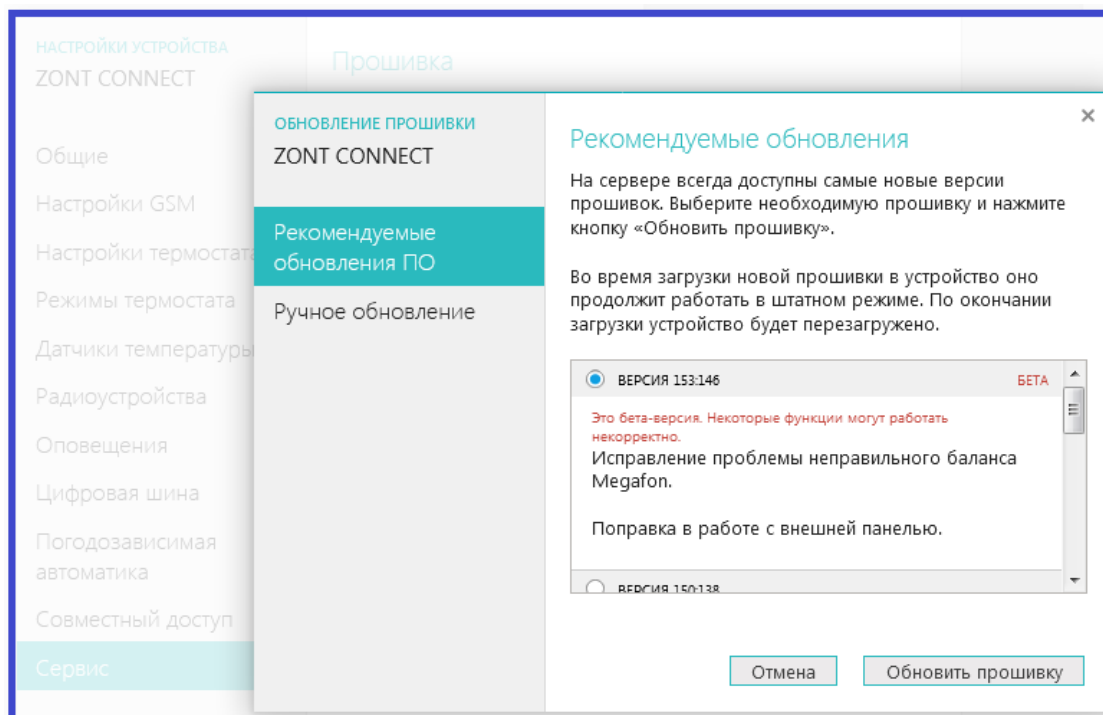 НАСТРОЙКИ УСТРОЙСТВА
ZONT CONNECT
Общие
Настройки GSM
Настройки термостата
Режимы термостата
Датчики температуры
Радиоустройства
Оповещения
Цифровая шина
Погодозависимая
автоматика
Совместный доступ
Сервис
Прошивка
ОБНОВЛЕНИЕ ПРОШИВКИ
ZONT CONNECT
Рекомендуемые
обновления ПО
Ручное обновление
×
Рекомендуемые обновления
На сервере всегда доступны самые новые версии
прошивок. Выберите необходимую прошивку и нажмите
кнопку «Обновить прошивку».
Во время загрузки новой прошивки в устройство оно
продолжит работать в штатном режиме. По окончании
загрузки устройство будет перезагружено.
ВЕРСИЯ 153:146 БЕТА
Это бета-версия. Некоторые функции могут работать
некорректно.
Исправление проблемы неправильного баланса
Megafon.
Поправка в работе с внешней панелью.
ВЕРСИЯ 150:138
Отмена Обновить прошивку